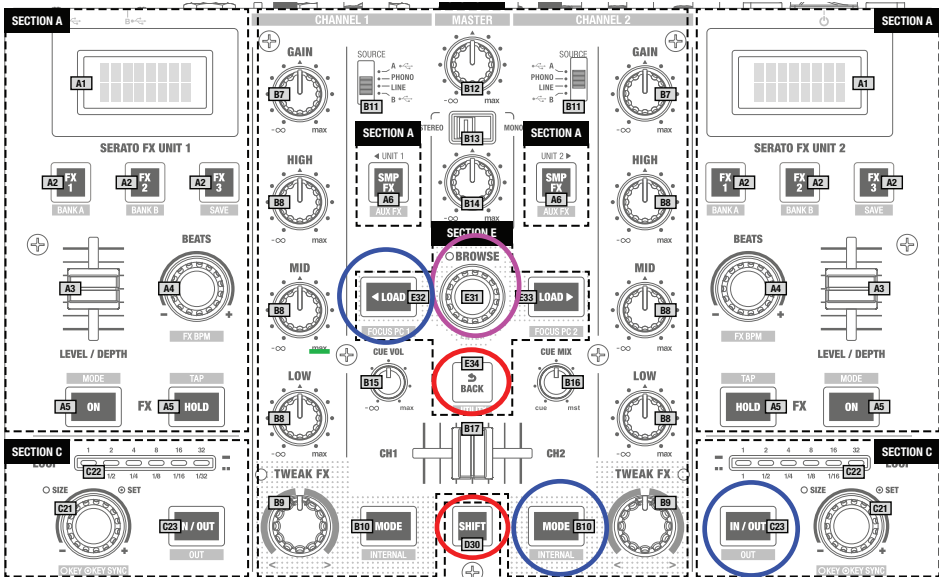 SECTION A
CHANNEL 1
MASTER
CHANNEL 2
SECTION A
B
GAIN
SOURCE
SOURCE
GAIN
A
PHONO
LINE
B
A
PHONO
LINE
B
A1
B7
B11
B12
B11
B7
A1
-∞ max
-∞ max
-∞ max
STEREO
B13
MONO
SECTION A
SECTION A
SERATO FX UNIT 1
SERATO FX UNIT 2
HIGH
UNIT 1
UNIT 2
HIGH
A2 FX 1
A2 FX 2
A2 FX 3
SMP FX
A6
SMP FX
A6
FX 1 A2
FX 2 A2
FX 3 A2
BANK A
BANK B
SAVE
B8
AUX FX
B14
AUX FX
B8
BANK A
BANK B
SAVE
-∞ max
-∞ max
SECTION E
BROWSE
BEATS
MID
MID
BEATS
A3
A4
B8
LOAD E32
E31
E33 LOAD
B8
A4
A3
- +
FX BPM
FOCUS PC 1
FOCUS PC 2
- +
FX BPM
LEVEL / DEPTH
-∞ max
CUE VOL
E34
BACK
CUE MIX
-∞ max
LEVEL / DEPTH
MODE
TAP
LOW
B15
B16
LOW
TAP
MODE
A5 ON
FX
A5 HOLD
-∞ max
cue mst
HOLD A5
FX
ON A5
B8
B17
B8
SECTION C
CH1
CH2
SECTION C
1 2 4 8 16 32
C22
1/2 1/4 1/8 1/16 1/32
-∞ max
-∞ max
1 2 4 8 16 32
C22
1/2 1/4 1/8 1/16 1/32
LOOP
TWEAK FX
TWEAK FX
LOOP
SIZE
SET
SIZE
SET
C21
C23 IN / OUT
B9
B10 MODE
SHIFT
D30
MODE B10
B9
IN / OUT C23
C21
- +
OUT
INTERNAL
INTERNAL
OUT
- +
KEY KEY SYNC
< >
< >
KEY KEY SYNC